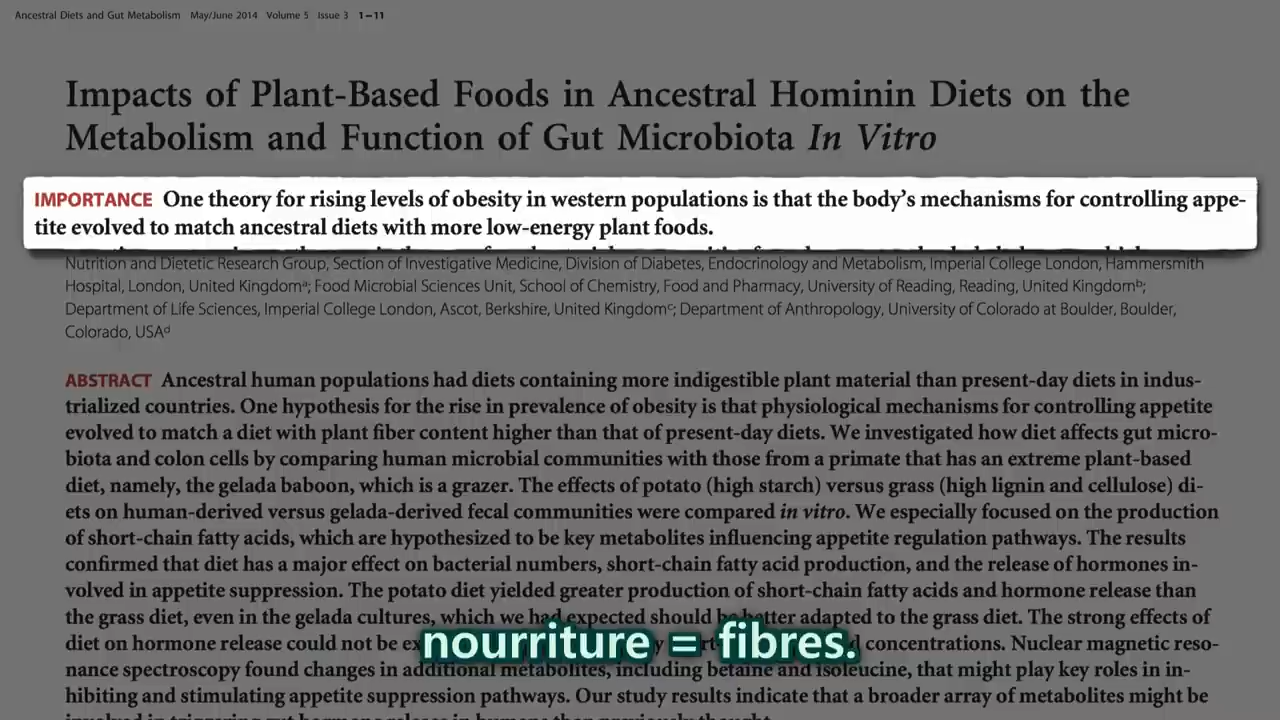 Ancestral Diets and Gut Metabolism May/June 2014 Volume 5 Issue 3 1–11
Impacts of Plant-Based Foods in Ancestral Hominin Diets on the
Metabolism and Function of Gut Microbiota In Vitro
IMPORTANCE One theory for rising levels of obesity in western populations is that the body's mechanisms for controlling appe-
tite evolved to match ancestral diets with more low-energy plant foods.
Nutrition and Dietetic Research Group, Section of Investigative Medicine, Division of Diabetes, Endocrinology and Metabolism, Imperial College London, Hammersmith
Hospital, London, United Kingdomᵃ; Food Microbial Sciences Unit, School of Chemistry, Food and Pharmacy, University of Reading, Reading, United Kingdomᵇ;
Department of Life Sciences, Imperial College London, Ascot, Berkshire, United Kingdomᶜ; Department of Anthropology, University of Colorado at Boulder, Boulder,
Colorado, USAᵈ
ABSTRACT Ancestral human populations had diets containing more indigestible plant material than present-day diets in indus-
trialized countries. One hypothesis for the rise in prevalence of obesity is that physiological mechanisms for controlling appetite
evolved to match a diet with plant fiber content higher than that of present-day diets. We investigated how diet affects gut micro-
biota and colon cells by comparing human microbial communities with those from a primate that has an extreme plant-based
diet, namely, the gelada baboon, which is a grazer. The effects of potato (high starch) versus grass (high lignin and cellulose) di-
ets on human-derived versus gelada-derived fecal communities were compared in vitro. We especially focused on the production
of short-chain fatty acids, which are hypothesized to be key metabolites influencing appetite regulation pathways. The results
confirmed that diet has a major effect on bacterial numbers, short-chain fatty acid production, and the release of hormones in-
volved in appetite suppression. The potato diet yielded greater production of short-chain fatty acids and hormone release than
the grass diet, even in the gelada cultures, which we had expected should be better adapted to the grass diet. The strong effects of
diet on hormone release could not be concentrations. Nuclear magnetic reso-
nourriture = fibres.
nance spectroscopy found changes in additional metabolites, including betaine and isoleucine, that might play key roles in in-
hibiting and stimulating appetite suppression pathways. Our study results indicate that a broader array of metabolites might be